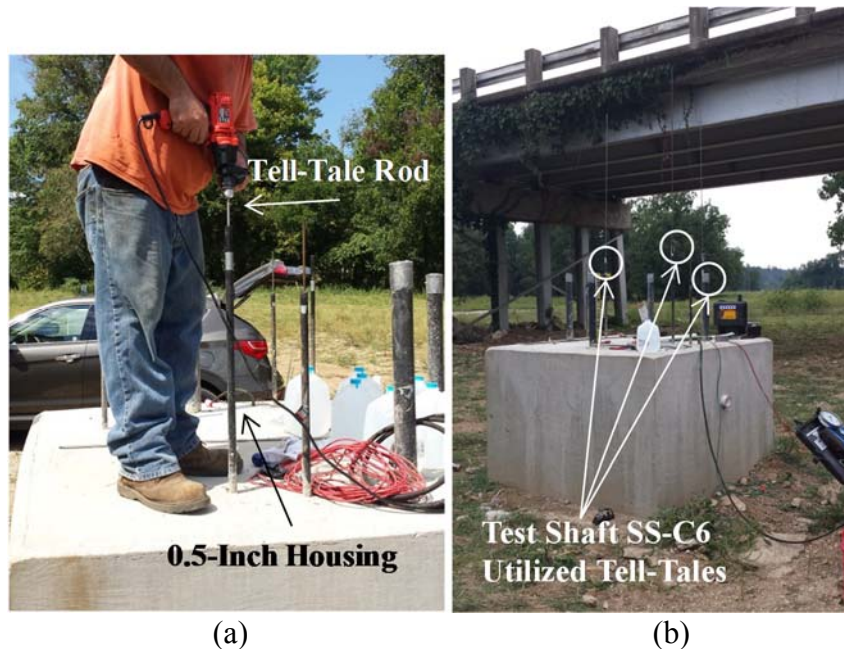 Tell-Tale Rod
0.5-Inch Housing
Test Shaft SS-C6
Utilized Tell-Tales
(a)
(b)